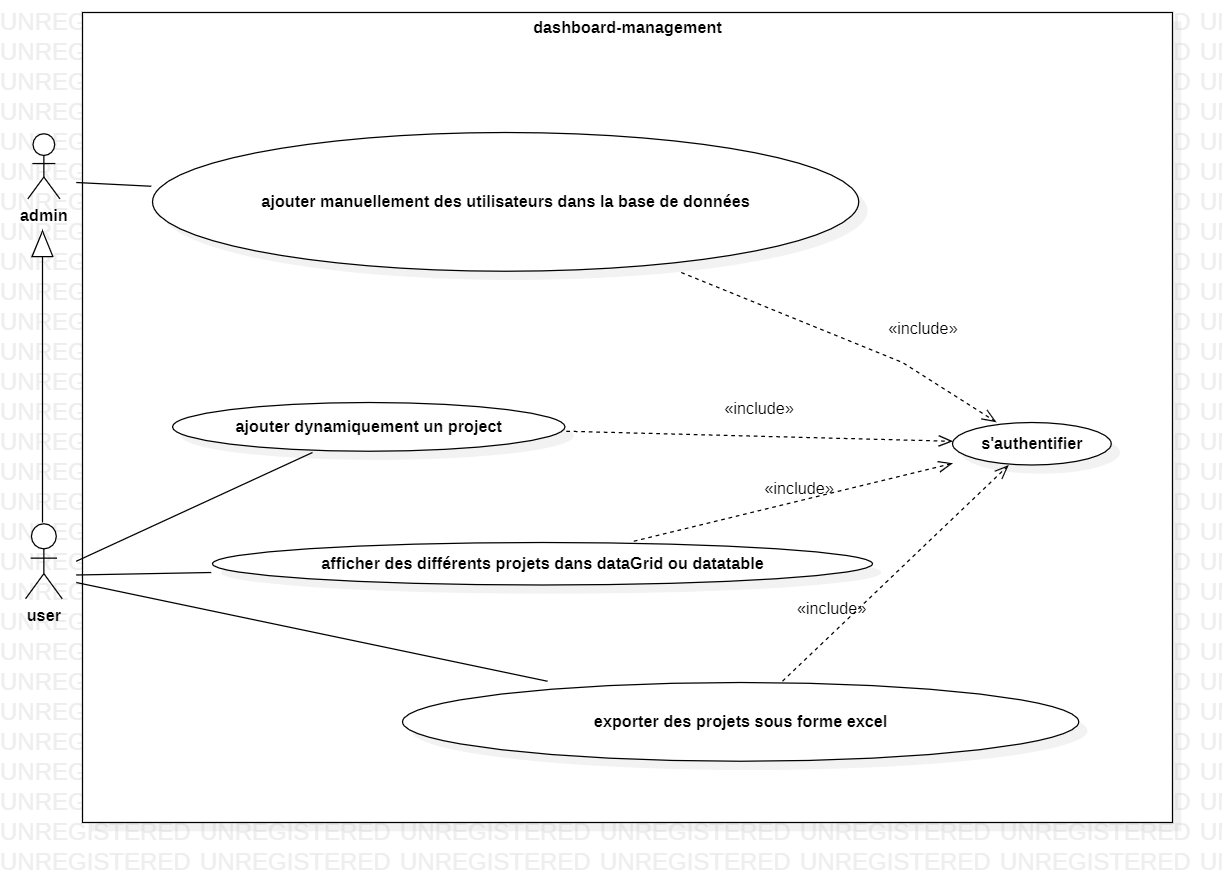 dashboard-management
admin
ajouter manuellement des utilisateurs dans la base de données
«include»
«include»
ajouter dynamiquement un project
s'authentifier
«include»
afficher des différents projets dans dataGrid ou datatable
«include»
user
exporter des projets sous forme excel
UNREGISTERED UNREGISTERED UNREGISTERED UNREGISTERED UNREGISTERED UNREGISTERED
UNREGISTERED UNREGISTERED UNREGISTERED UNREGISTERED UNREGISTERED UNREGISTERED